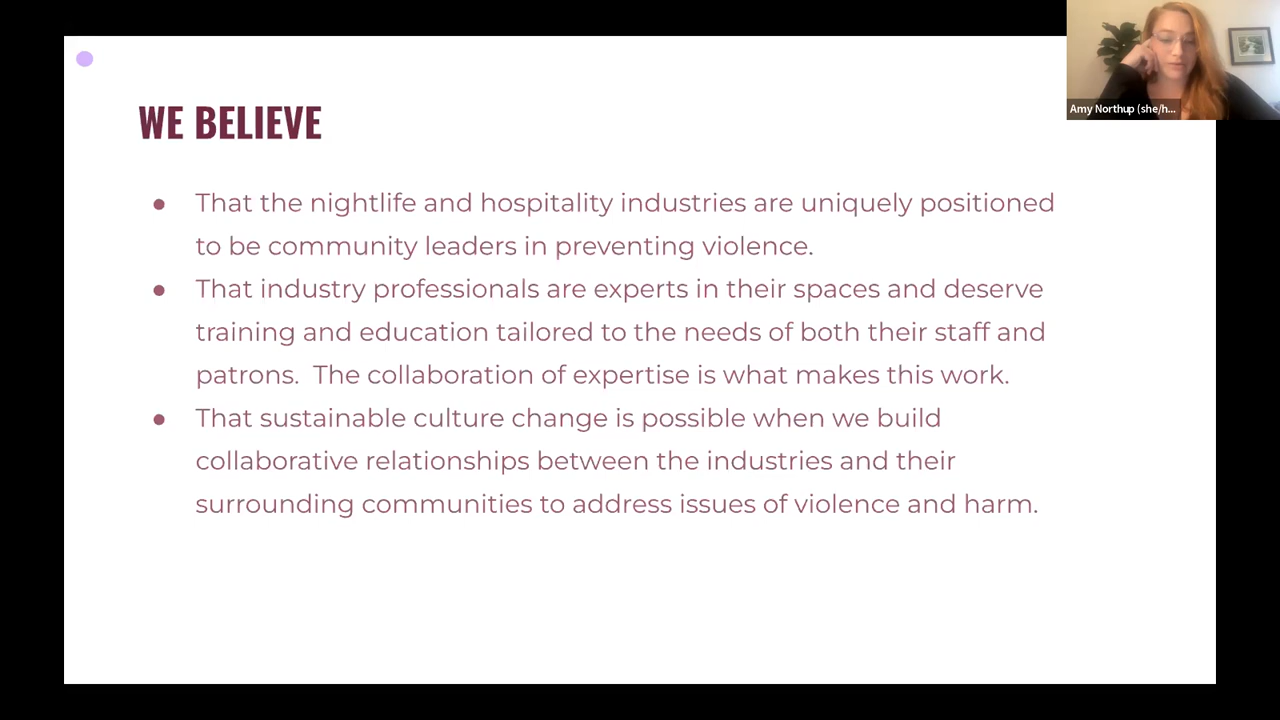 Amy Northup (she/h...
WE BELIEVE
● That the nightlife and hospitality industries are uniquely positioned
to be community leaders in preventing violence.
● That industry professionals are experts in their spaces and deserve
training and education tailored to the needs of both their staff and
patrons.  The collaboration of expertise is what makes this work.
● That sustainable culture change is possible when we build
collaborative relationships between the industries and their
surrounding communities to address issues of violence and harm.